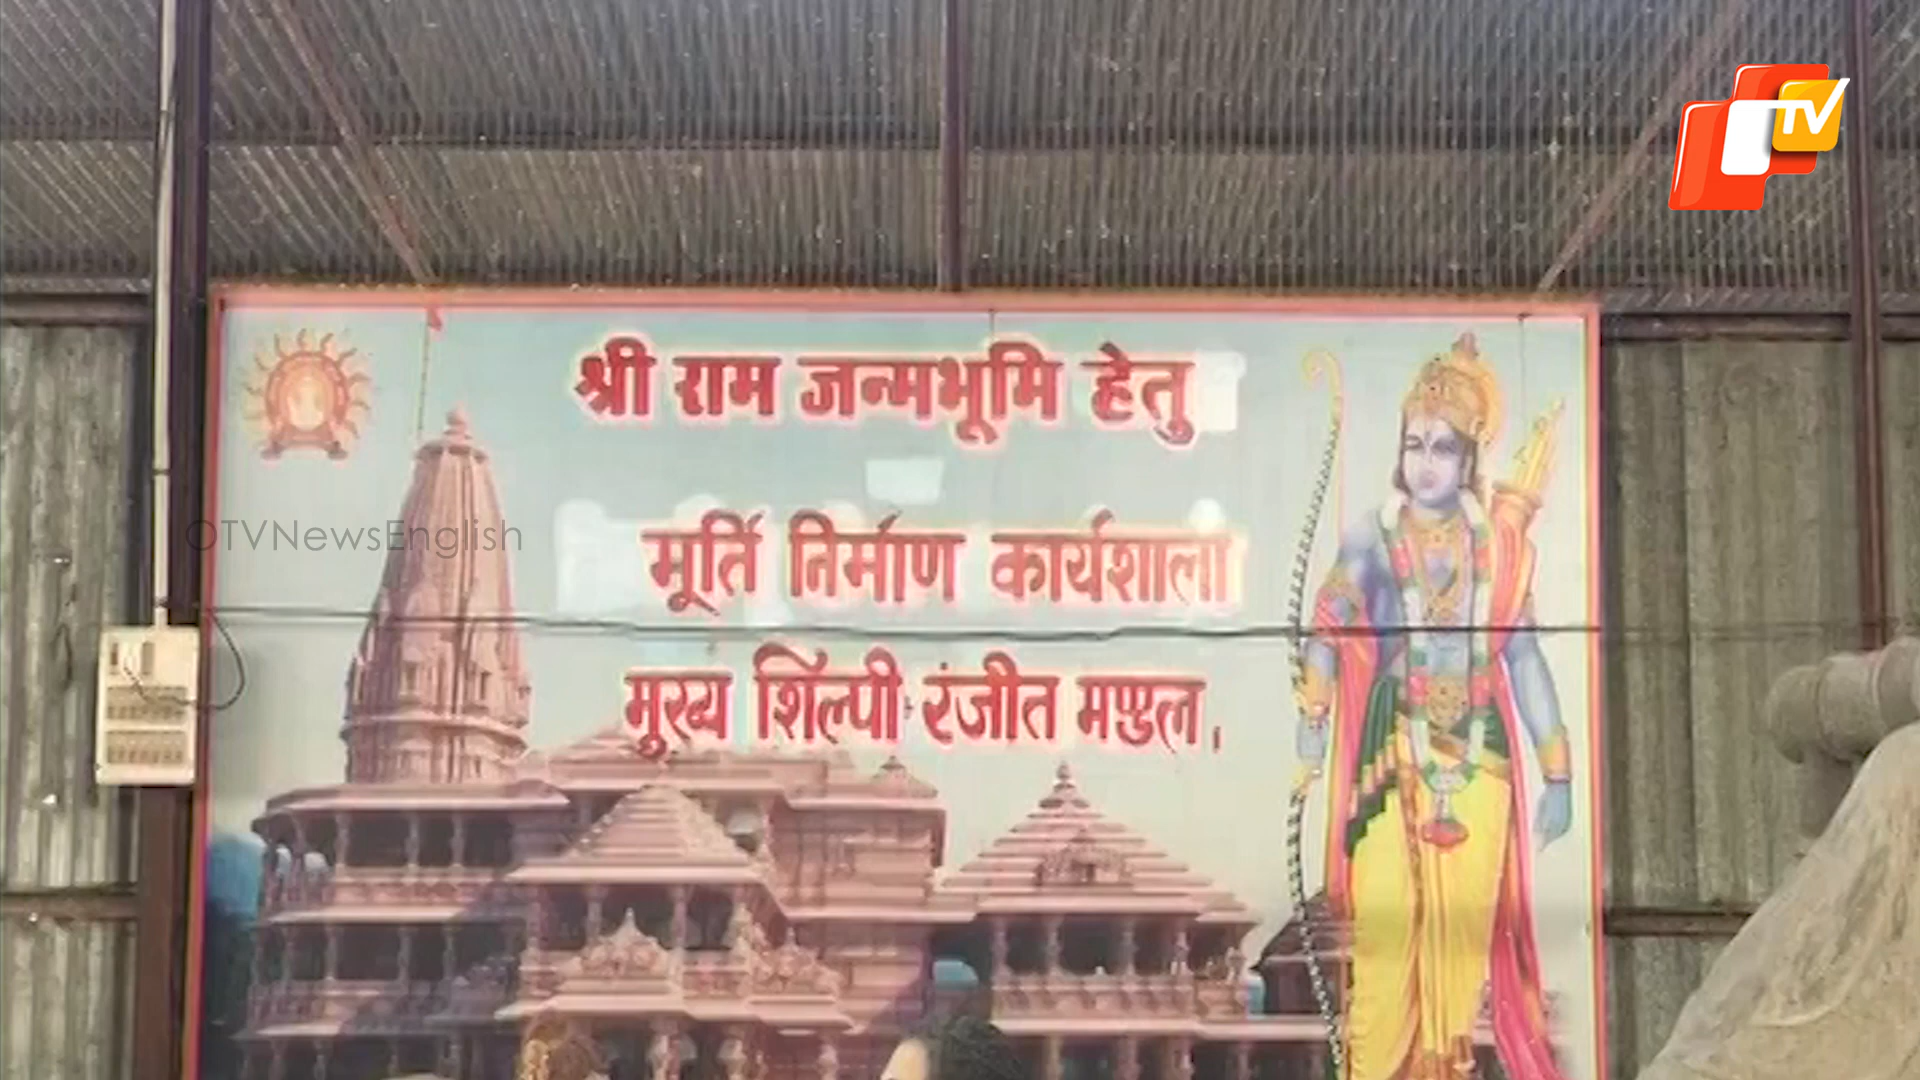 TV
श्री राम जन्मभूमि हेतु
मूर्ति निर्माण कार्यशाला
OTVNewsEnglish
मुख्य शिल्पी रंजीत मण्डल।